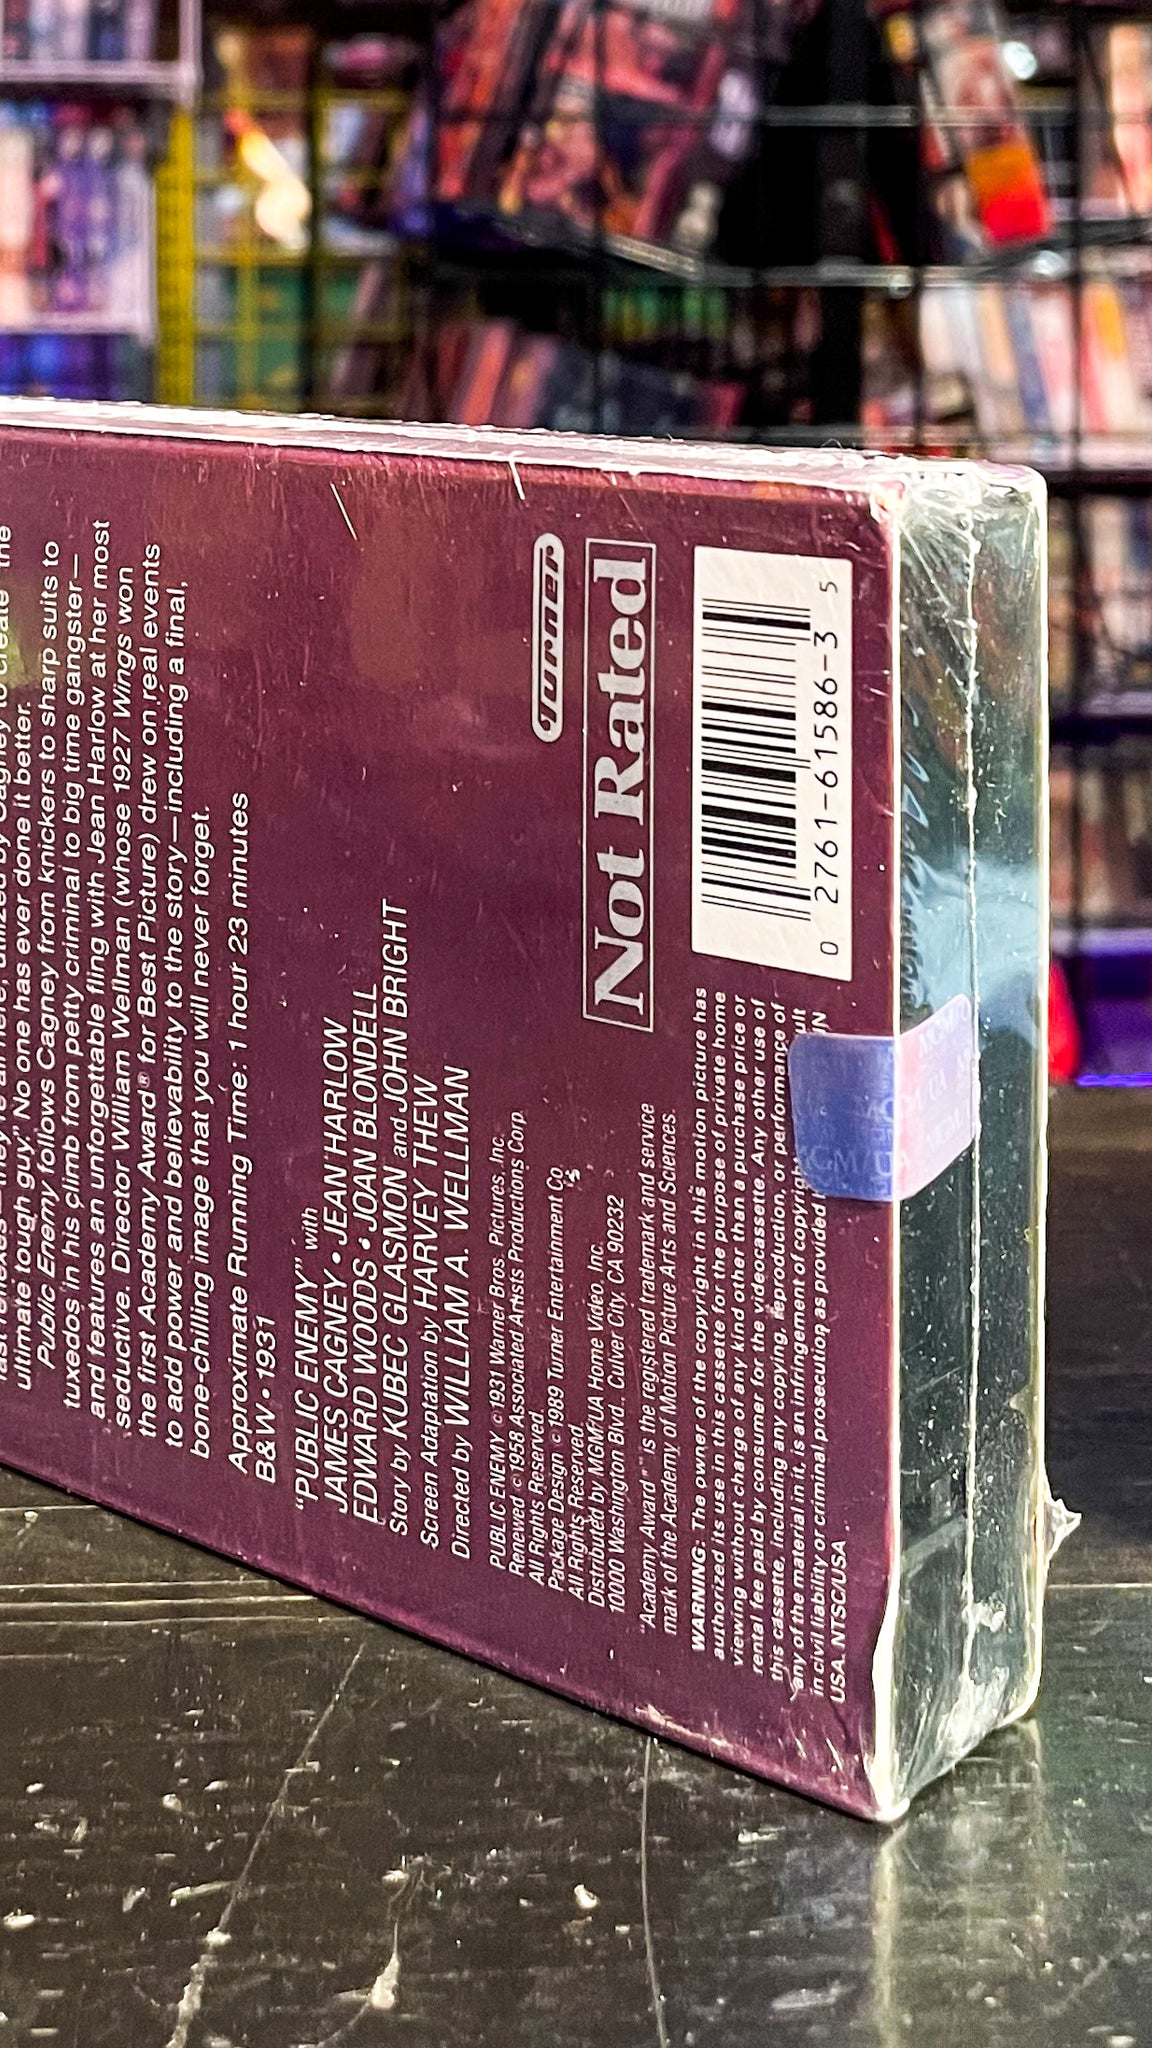 the
ultimate tough guy." No one has ever done it better.
Public Enemy follows Cagney from knickers to sharp suits to
tuxedos in his climb from petty criminal to big time gangster—
and features an unforgettable fling with Jean Harlow at her most
seductive. Director William Wellman (whose 1927 Wings won
the first Academy Award® for Best Picture) drew on real events
to add power and believability to the story—including a final,
bone-chilling image that you will never forget.
Approximate Running Time: 1 hour 23 minutes
B&W • 1931
"PUBLIC ENEMY" with
JAMES CAGNEY • JEAN HARLOW
EDWARD WOODS • JOAN BLONDELL
Story by KUBEC GLASMON and JOHN BRIGHT
Screen Adaptation by HARVEY THEW
Directed by WILLIAM A. WELLMAN
PUBLIC ENEMY © 1931 Warner Bros. Pictures, Inc.
Renewed © 1958 Associated Artists Productions Corp.
All Rights Reserved.
Package Design © 1989 Turner Entertainment Co.
All Rights Reserved.
Distributed by MGM/UA Home Video, Inc.
10000 Washington Blvd., Culver City, CA 90232
"Academy Award ®" is the registered trademark and service
mark of the Academy of Motion Picture Arts and Sciences.
Turner
Not Rated
WARNING: The owner of the copyright in this motion picture has
authorized its use in this cassette for the purpose of private home
viewing without charge of any kind other than a purchase price or
rental fee paid by consumer for the videocassette. Any other use of
this cassette, including any copying, reproduction, or performance of
any of the material in it, is an infringement of
in civil liability or criminal prosecution as provided
USA. NTSC/USA
0 2761-61586-3 5
MGM/UA